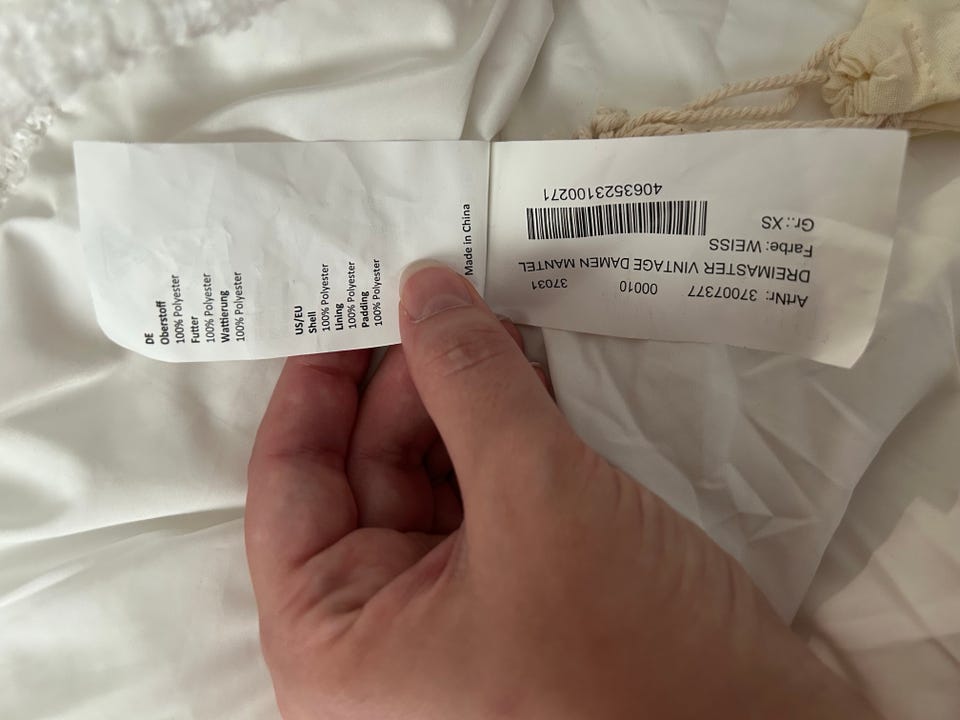 DE
Oberstoff
100% Polyester
Futter
100% Polyester
Wattierung
100% Polyester
US/EU
Shell
100% Polyester
Lining
100% Polyester
Padding
100% Polyester
Made in China
ArtNr: 37007377 00010 37031
DREIMASTER VINTAGE DAMEN MANTEL
Farbe: WEISS
Gr.: XS
4063523100271